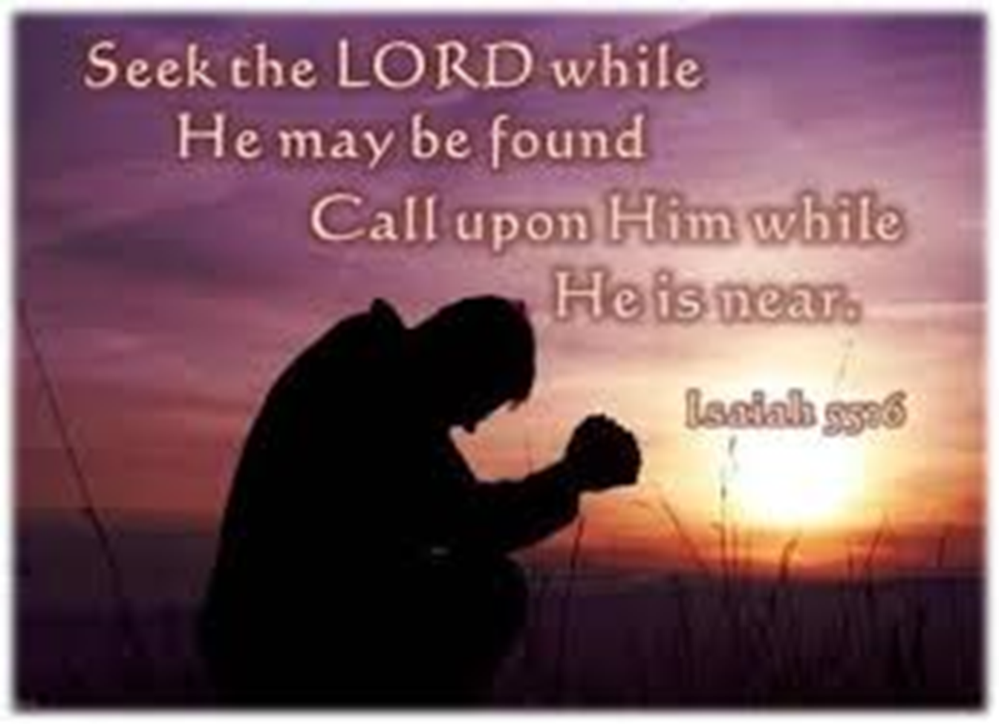 Seek the LORD while
He may be found
Call upon Him while
He is near.
Isaiah 55:6